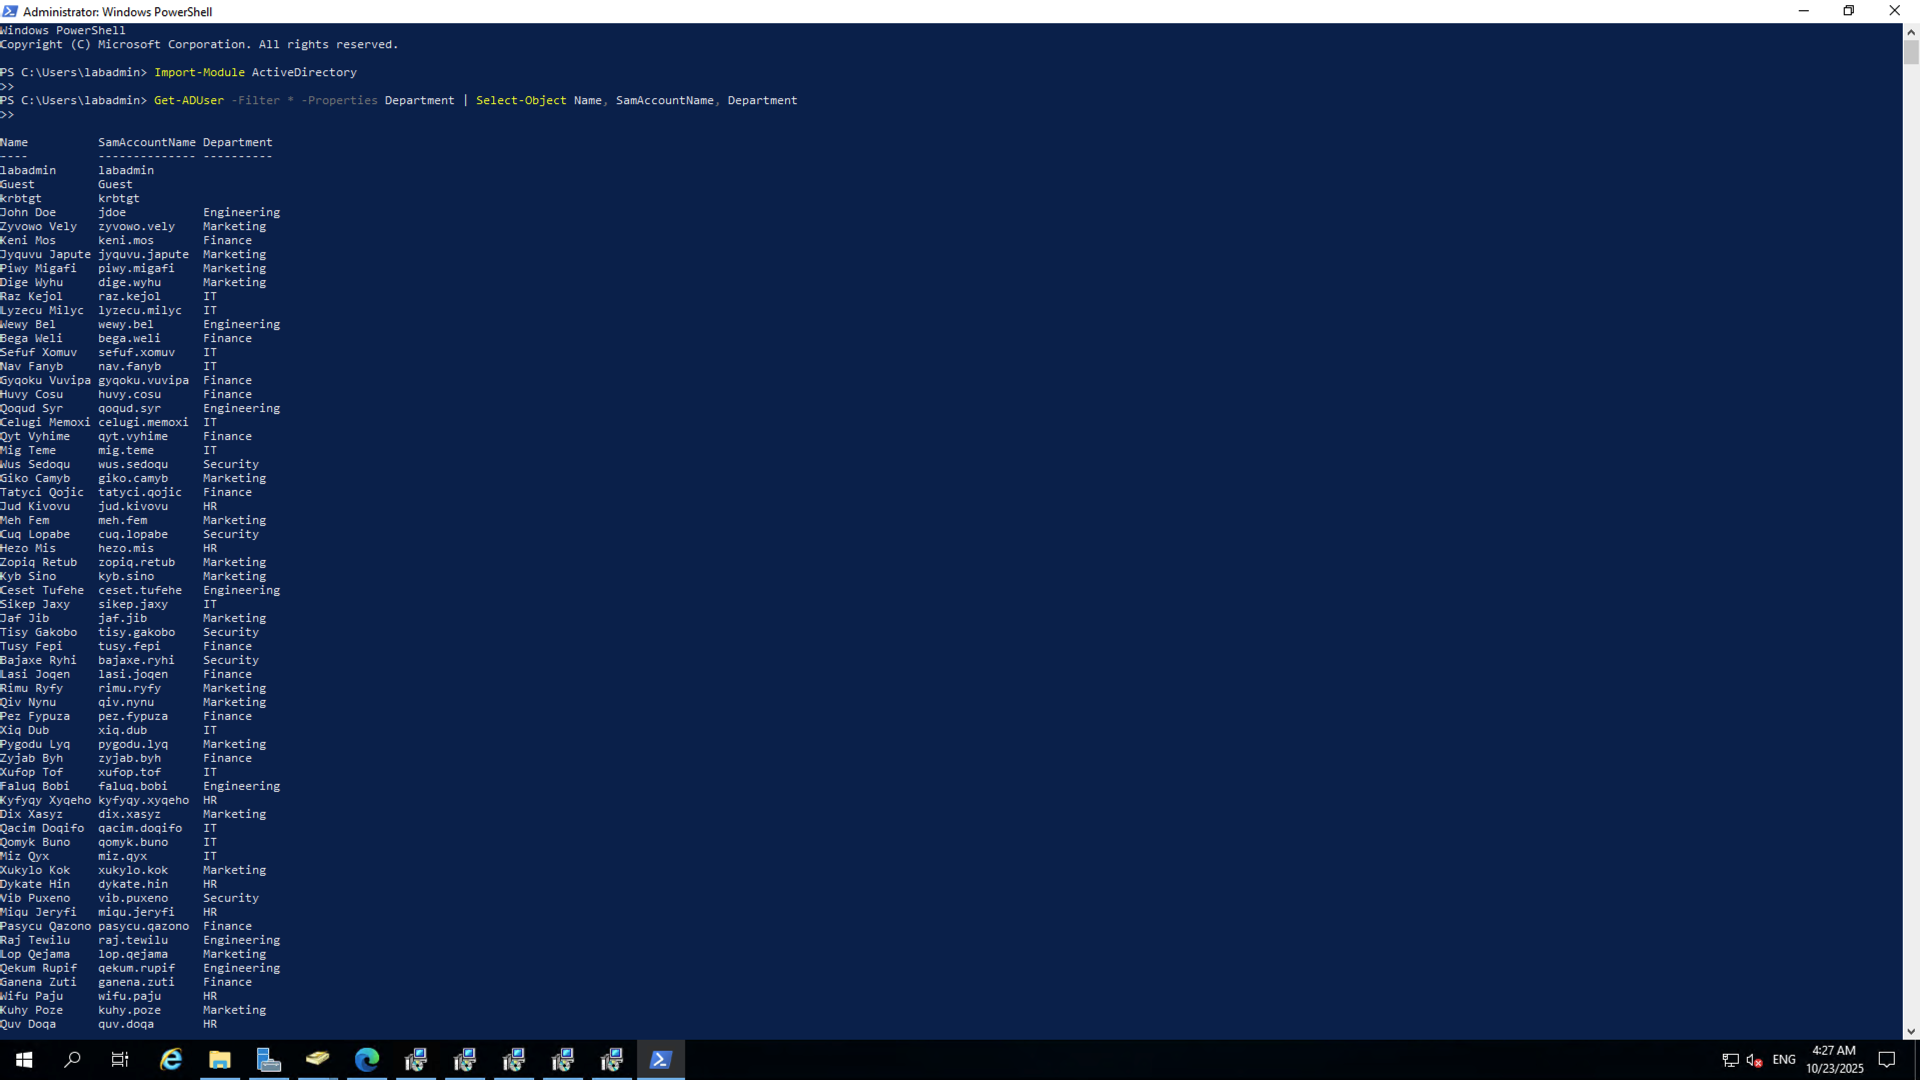 Administrator: Windows PowerShell
Windows PowerShell
Copyright (C) Microsoft Corporation. All rights reserved.
PS C:\Users\labadmin> Import-Module ActiveDirectory
>>
PS C:\Users\labadmin> Get-ADUser -Filter * -Properties Department | Select-Object Name, SamAccountName, Department
>>
Name SamAccountName Department
---- -------------- ----------
labadmin labadmin
Guest Guest
krbtgt krbtgt
John Doe jdoe Engineering
Zyvowo Vely zyvowo.vely Marketing
Keni Mos keni.mos Finance
Jyquvu Japute jyquvu.japute Marketing
Piwy Migafi piwy.migafi Marketing
Dige Wyhu dige.wyhu Marketing
Raz Kejol raz.kejol IT
Lyzecu Milyc lyzecu.milyc IT
Wewy Bel wewy.bel Engineering
Bega Weli bega.weli Finance
Sefuf Xomuv sefuf.xomuv IT
Nav Fanyb nav.fanyb IT
Gyqoku Vuvipa gyqoku.vuvipa Finance
Huvy Cosu huvy.cosu Finance
Qoqud Syr qoqud.syr Engineering
Celugi Memoxi celugi.memoxi IT
Qyt Vyhime qyt.vyhime Finance
Mig Teme mig.teme IT
Wus Sedoqu wus.sedoqu Security
Giko Camyb giko.camyb Marketing
Tatyci Qojic tatyci.qojic Finance
Jud Kivovu jud.kivovu HR
Meh Fem meh.fem Marketing
Cuq Lopabe cuq.lopabe Security
Hezo Mis hezo.mis HR
Zopiq Retub zopiq.retub Marketing
Kyb Sino kyb.sino Marketing
Ceset Tufehe ceset.tufehe Engineering
Sikep Jaxy sikep.jaxy IT
Jaf Jib jaf.jib Marketing
Tisy Gakobo tisy.gakobo Security
Tusy Fepi tusy.fepi Finance
Bajaxe Ryhi bajaxe.ryhi Security
Lasi Joqen lasi.joqen Finance
Rimu Ryfy rimu.ryfy Marketing
Qiv Nynu qiv.nynu Marketing
Pez Fypuza pez.fypuza Finance
Xiq Dub xiq.dub IT
Pygodu Lyq pygodu.lyq Marketing
Zyjab Byh zyjab.byh Finance
Xufop Tof xufop.tof IT
Faluq Bobi faluq.bobi Engineering
Kyfyqy Xyqeho kyfyqy.xyqeho HR
Dix Xasyz dix.xasyz Marketing
Qacim Doqifo qacim.doqifo IT
Qomyk Buno qomyk.buno IT
Miz Qyx miz.qyx IT
Xukylo Kok xukylo.kok Marketing
Dykate Hin dykate.hin HR
Vib Puxeno vib.puxeno Security
Miqu Jeryfi miqu.jeryfi HR
Pasycu Qazono pasycu.qazono Finance
Raj Tewilu raj.tewilu Engineering
Lop Qejama lop.qejama Marketing
Qekum Rupif qekum.rupif Engineering
Ganena Zuti ganena.zuti Finance
Wifu Paju wifu.paju HR
Kuhy Poze kuhy.poze Marketing
Quv Doqa quv.doqa HR
ENG
4:27 AM
10/23/2025